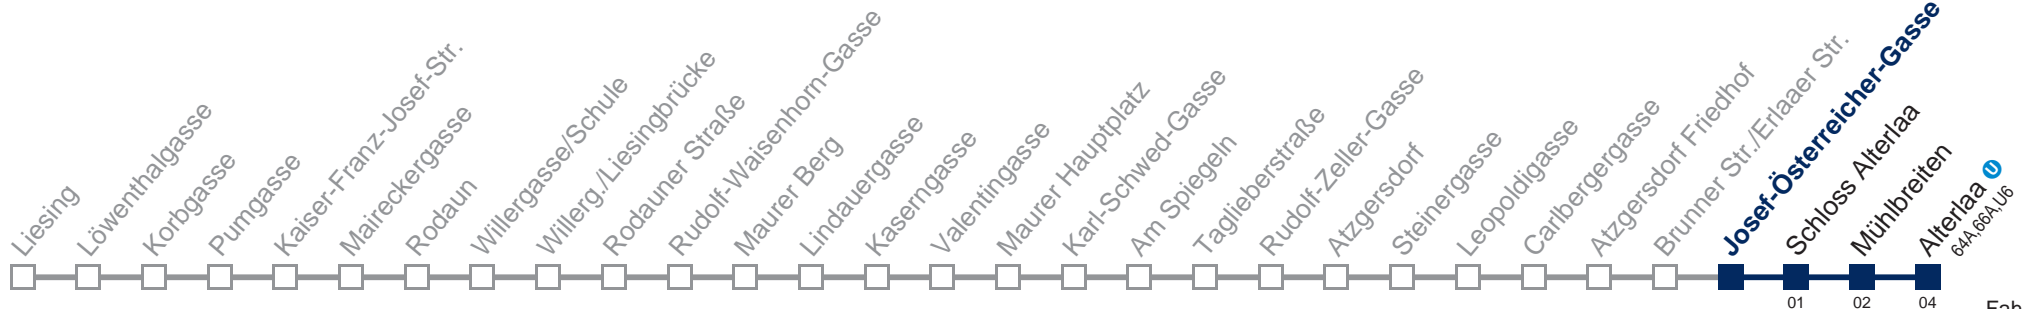 Liesing
Löwenthalgasse
Korbgasse
Pumgasse
Kaiser-Franz-Josef-Str.
Maireckergasse
Rodaun
Willergasse/Schule
Willerg./Liesingbrücke
Rodauner Straße
Rudolf-Waisenhorn-Gasse
Maurer Berg
Lindauergasse
Kaserngasse
Valentingasse
Maurer Hauptplatz
Karl-Schwed-Gasse
Am Spiegeln
Taglieberstraße
Rudolf-Zeller-Gasse
Atzgersdorf
Steinergasse
Leopoldigasse
Carlbergergasse
Atzgersdorf Friedhof
Brunner Str./Erlaaer Str.
Josef-Österreicher-Gasse
Schloss Alterlaa
Mühlbreiten
Alterlaa U
64A,66A,U6
01 02 04